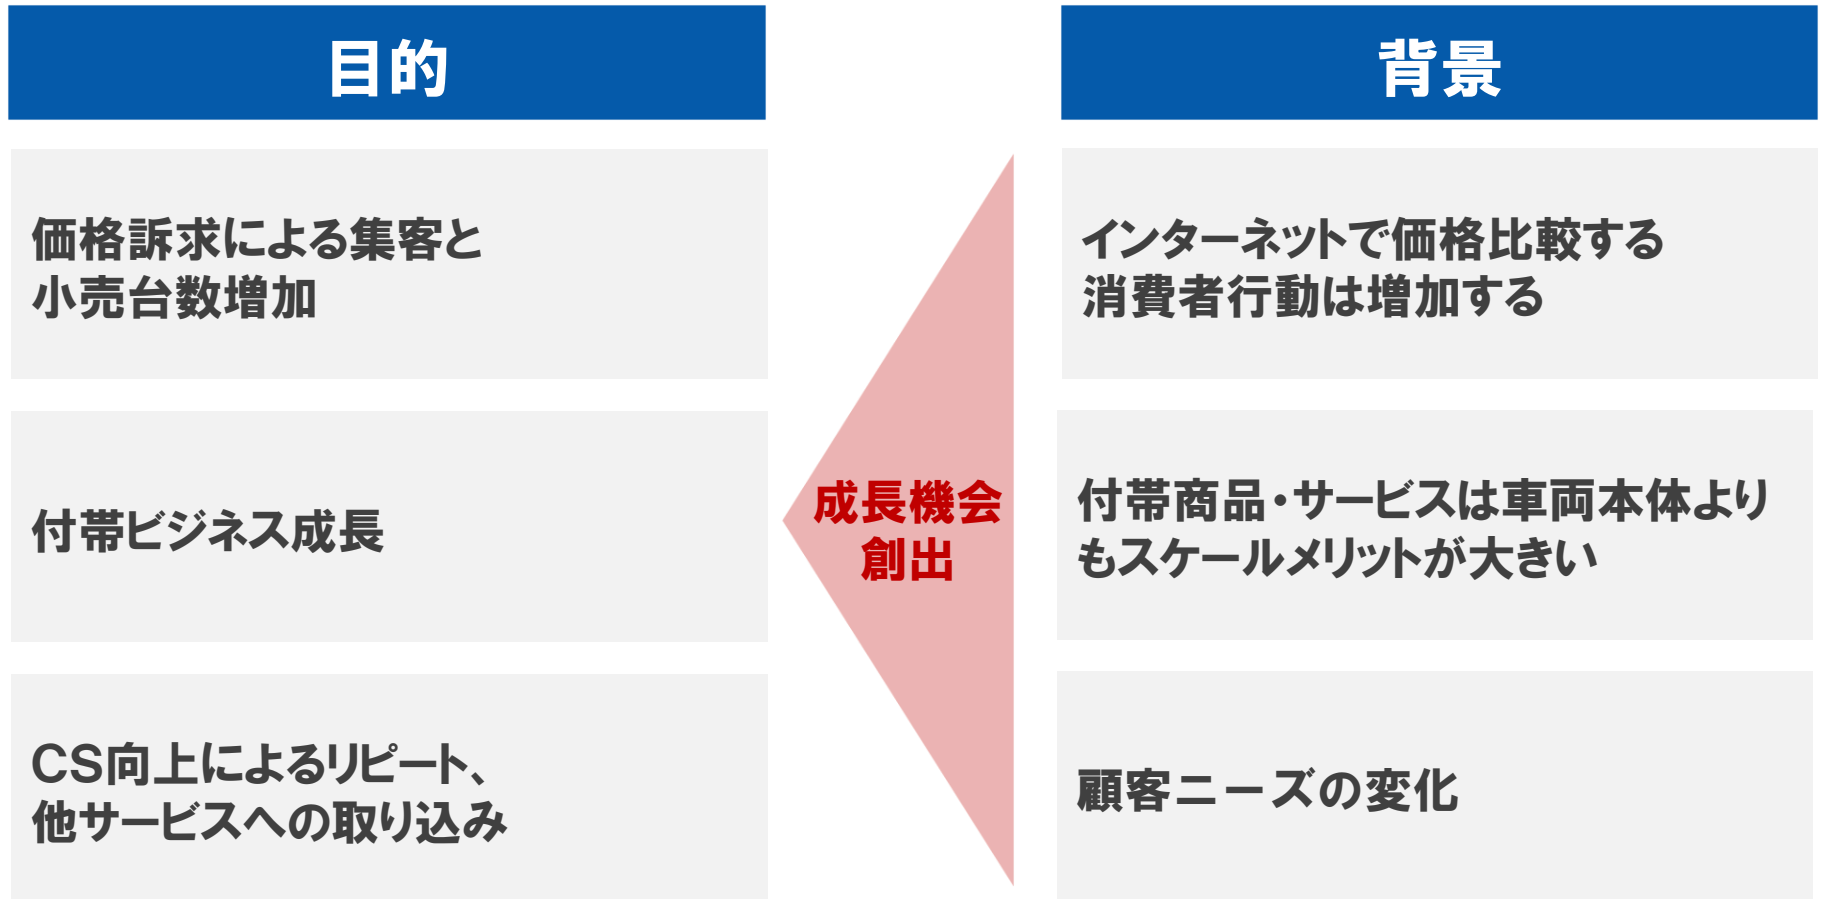 目的
価格訴求による集客と
小売台数増加
付帯ビジネス成長
CS向上によるリピート、
他サービスへの取り込み
成長機会
創出
背景
インターネットで価格比較する
消費者行動は増加する
付帯商品・サービスは車両本体より
もスケールメリットが大きい
顧客ニーズの変化